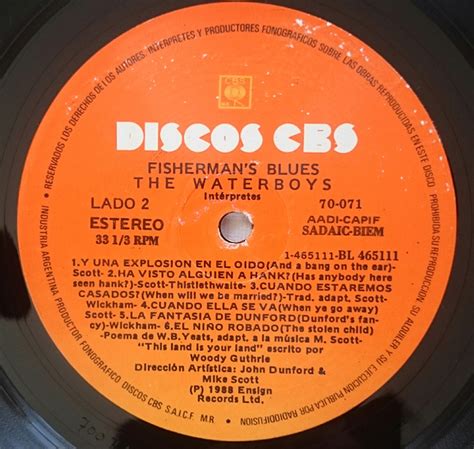 RESERVADOS LOS DERECHOS DE LOS AUTORES, INTERPRETES Y PRODUCTORES FONOGRAFICOS SOBRE LAS OBRAS REPRODUCIDAS EN ESTE DISCO
PROHIBIDA CUALQUIER REPRODUCCION, SU ALQUILER Y SU EJECUCION PUBLICA POR RADIODIFUSION
INDUSTRIA ARGENTINA PRODUCTOR FONOGRAFICO DISCOS CBS S.A.I.C.F. M.R.
CBS
DISCOS CBS
FISHERMAN'S BLUES
THE WATERBOYS
Intérpretes
LADO 2
ESTEREO
33 1/3 RPM
70-071
AADI-CAPIF
SADAIC-BIEM
1-465111-BL 465111
1.Y UNA EXPLOSION EN EL OIDO(And a bang on the ear)
Scott-2.HA VISTO ALGUIEN A HANK?(Has anybody here
seen hank?)Scott-Thistlethwaite-3.CUANDO ESTAREMOS
CASADOS?(When will we be married?)-Trad. adapt, Scott-
Wickham-4.CUANDO ELLA SE VA(When ye go away)
Scott-5.LA FANTASIA DE DUNFORD(Dunford's fan-
cy)-Wickham-6.EL NIÑO ROBADO(The stolen child)
-Poema de W.B.Yeats, adapt. a la música M. Scott-
"This land is your land" escrito por
Woody Guthrie
Dirección Artística: John Dunford &
Mike Scott
(p) 1988 Ensign
Records Ltd.